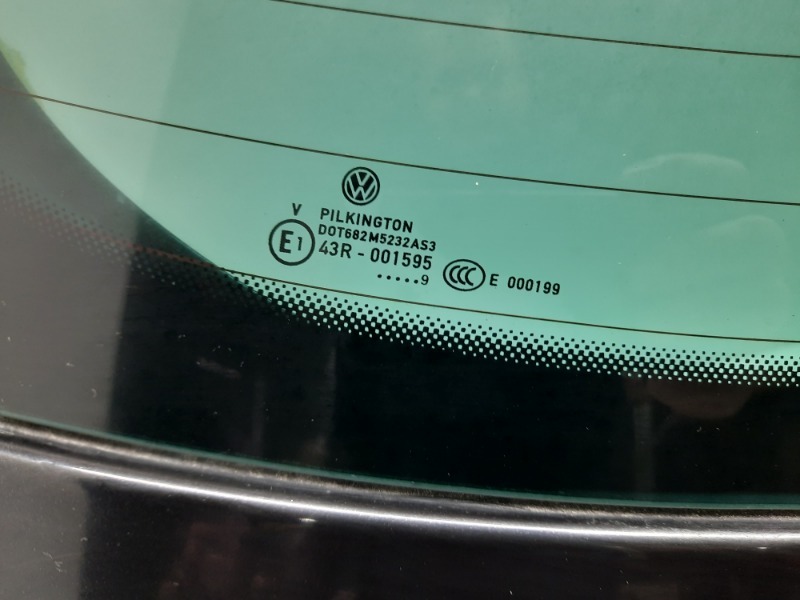 V
PILKINGTON
DOT682M5232AS3
E1
43R - 001595
.....9
CCC
E 000199